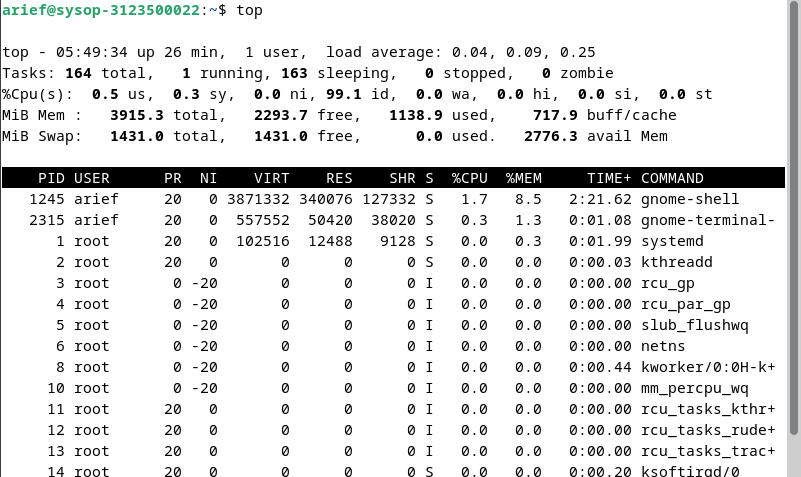 arief@sysop-3123500022:~$ top
top - 05:49:34 up 26 min,  1 user,  load average: 0.04, 0.09, 0.25
Tasks: 164 total,   1 running, 163 sleeping,   0 stopped,   0 zombie
%Cpu(s):  0.5 us,  0.3 sy,  0.0 ni, 99.1 id,  0.0 wa,  0.0 hi,  0.0 si,  0.0 st
MiB Mem :   3915.3 total,   2293.7 free,   1138.9 used,    717.9 buff/cache
MiB Swap:   1431.0 total,   1431.0 free,      0.0 used.   2776.3 avail Mem
    PID USER      PR  NI    VIRT    RES    SHR S  %CPU  %MEM     TIME+ COMMAND
   1245 arief     20   0 3871332 340076 127332 S   1.7   8.5   2:21.62 gnome-shell
   2315 arief     20   0  557552  50420  38020 S   0.3   1.3   0:01.08 gnome-terminal-
      1 root      20   0  102516  12488   9128 S   0.0   0.3   0:01.99 systemd
      2 root      20   0       0      0      0 S   0.0   0.0   0:00.03 kthreadd
      3 root       0 -20       0      0      0 I   0.0   0.0   0:00.00 rcu_gp
      4 root       0 -20       0      0      0 I   0.0   0.0   0:00.00 rcu_par_gp
      5 root       0 -20       0      0      0 I   0.0   0.0   0:00.00 slub_flushwq
      6 root       0 -20       0      0      0 I   0.0   0.0   0:00.00 netns
      8 root       0 -20       0      0      0 I   0.0   0.0   0:00.44 kworker/0:0H-k+
     10 root       0 -20       0      0      0 I   0.0   0.0   0:00.00 mm_percpu_wq
     11 root      20   0       0      0      0 I   0.0   0.0   0:00.00 rcu_tasks_kthr+
     12 root      20   0       0      0      0 I   0.0   0.0   0:00.00 rcu_tasks_rude+
     13 root      20   0       0      0      0 I   0.0   0.0   0:00.00 rcu_tasks_trac+
     14 root      20   0       0      0      0 S   0.0   0.0   0:00.20 ksoftirqd/0